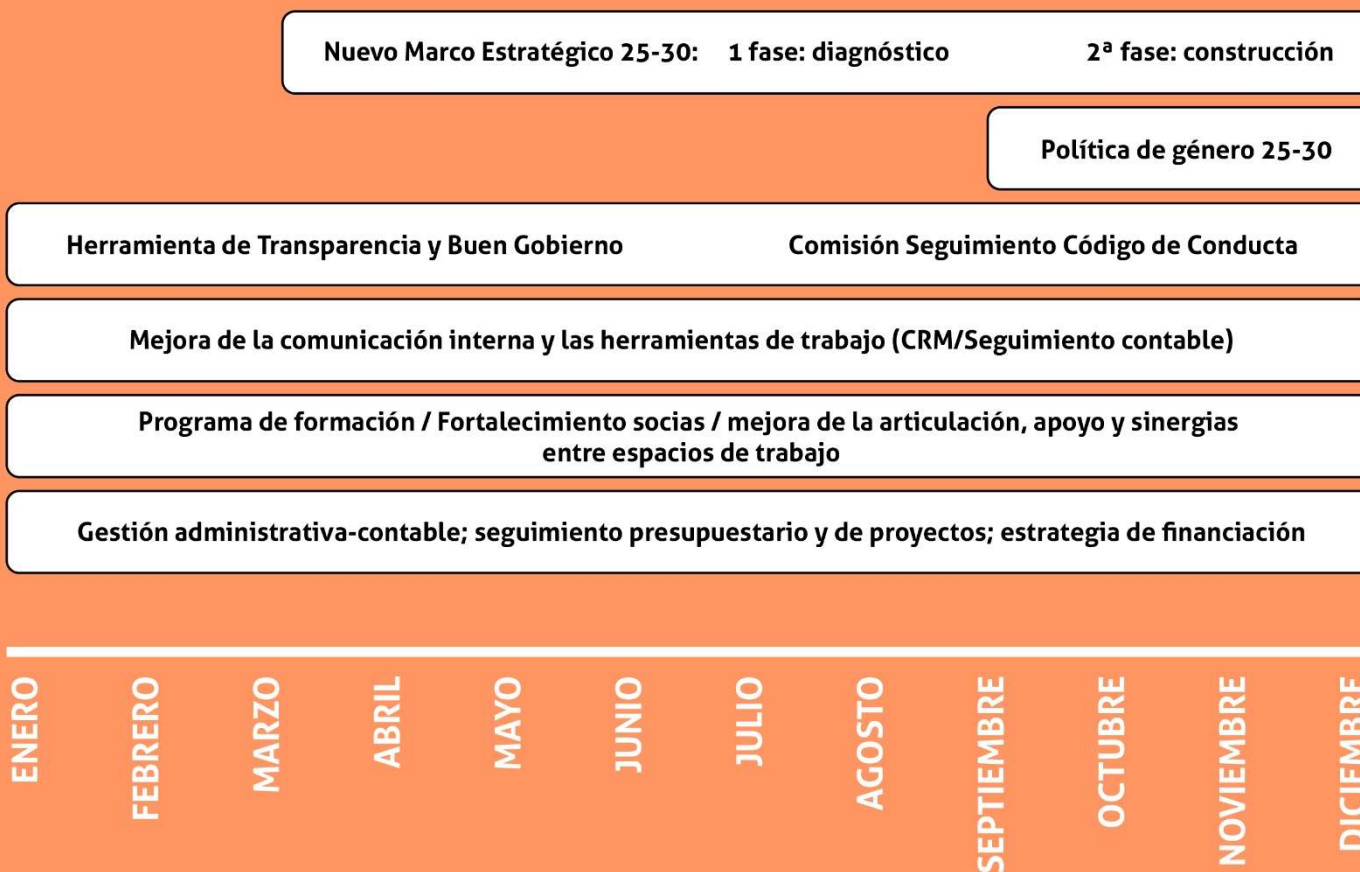 Nuevo Marco Estratégico 25-30: 1 fase: diagnóstico 2ª fase: construcción
Política de género 25-30
Herramienta de Transparencia y Buen Gobierno Comisión Seguimiento Código de Conducta
Mejora de la comunicación interna y las herramientas de trabajo (CRM/Seguimiento contable)
Programa de formación / Fortalecimiento socias / mejora de la articulación, apoyo y sinergias
entre espacios de trabajo
Gestión administrativa-contable; seguimiento presupuestario y de proyectos; estrategia de financiación
ENERO
FEBRERO
MARZO
ABRIL
MAYO
JUNIO
JULIO
AGOSTO
SEPTIEMBRE
OCTUBRE
NOVIEMBRE
DICIEMBRE